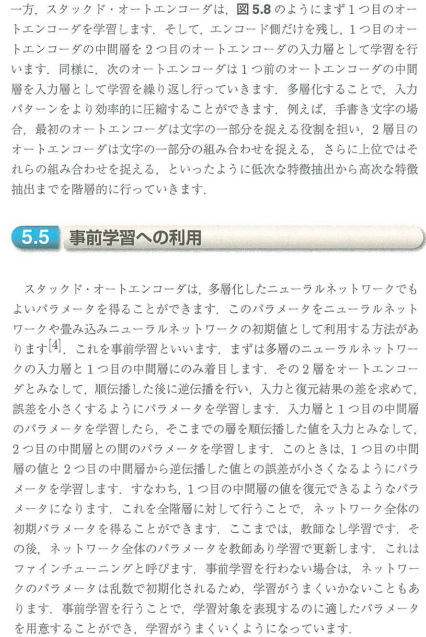 一方，スタックド・オートエンコーダは，図5.8のようにまず1つ目のオー
トエンコーダを学習します．そして，エンコード側だけを残し，1つ目のオー
トエンコーダの中間層を2つ目のオートエンコーダの入力層として学習を行
います．同様に，次のオートエンコーダは1つ前のオートエンコーダの中間
層を入力層として学習を繰り返し行っていきます．多層化することで，入力
パターンをより効率的に圧縮することができます．例えば，手書き文字の場
合，最初のオートエンコーダは文字の一部分を捉える役割を担い，2層目の
オートエンコーダは文字の一部分の組み合わせを捉える，さらに上位ではそ
れらの組み合わせを捉える，といったように低次な特徴抽出から高次な特徴
抽出までを階層的に行っていきます．
5.5 事前学習への利用
スタックド・オートエンコーダは，多層化したニューラルネットワークでも
よいパラメータを得ることができます．このパラメータをニューラルネット
ワークや畳み込みニューラルネットワークの初期値として利用する方法があ
ります[4]．これを事前学習といいます．まずは多層のニューラルネットワー
クの入力層と1つ目の中間層にのみ着目します．その2層をオートエンコー
ダとみなして，順伝播した後に逆伝播を行い，入力と復元結果の差を求めて，
誤差を小さくするようにパラメータを学習します．入力層と1つ目の中間層
のパラメータを学習したら，そこまでの層を順伝播した値を入力とみなして，
2つ目の中間層との間のパラメータを学習します．このときは，1つ目の中間
層の値と2つ目の中間層から逆伝播した値との誤差が小さくなるようにパラ
メータを学習します．すなわち，1つ目の中間層の値を復元できるようなパラ
メータになります．これを全階層に対して行うことで，ネットワーク全体の
初期パラメータを得ることができます．ここまでは，教師なし学習です．そ
の後，ネットワーク全体のパラメータを教師あり学習で更新します．これは
ファインチューニングと呼びます．事前学習を行わない場合は，ネットワー
クのパラメータは乱数で初期化されるため，学習がうまくいかないこともあ
ります．事前学習を行うことで，学習対象を表現するのに適したパラメータ
を用意することができ，学習がうまくいくようになっています．